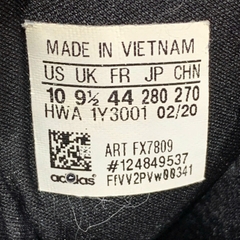 MADE IN VIETNAM
US UK FR JP CHN
10 9½ 44 280 270
HWA 1Y3001 02/20
ART FX7809
#124849537
FfVV2PVw00341